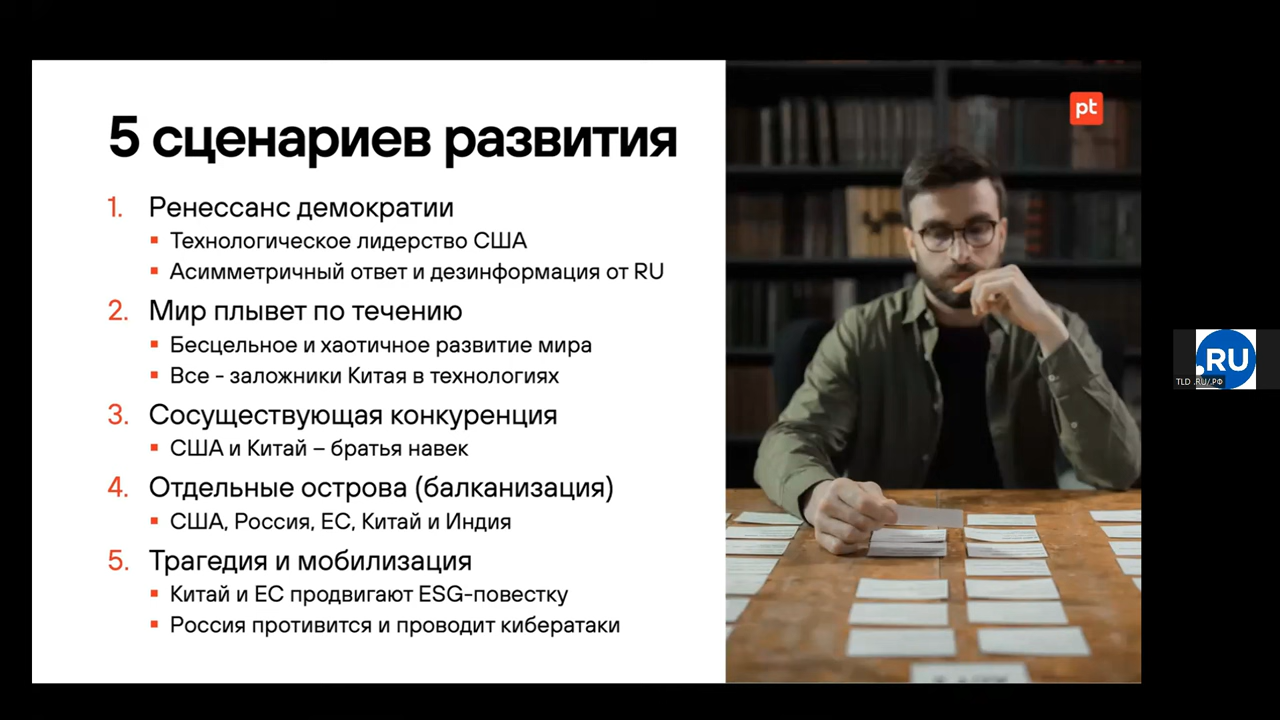 5 сценариев развития
1. Ренессанс демократии
▪ Технологическое лидерство США
▪ Асимметричный ответ и дезинформация от RU
2. Мир плывет по течению
▪ Бесцельное и хаотичное развитие мира
▪ Все - заложники Китая в технологиях
3. Сосуществующая конкуренция
▪ США и Китай – братья навек
4. Отдельные острова (балканизация)
▪ США, Россия, ЕС, Китай и Индия
5. Трагедия и мобилизация
▪ Китай и ЕС продвигают ESG-повестку
▪ Россия противится и проводит кибератаки
pt
.RU
TLD .RU/.РФ